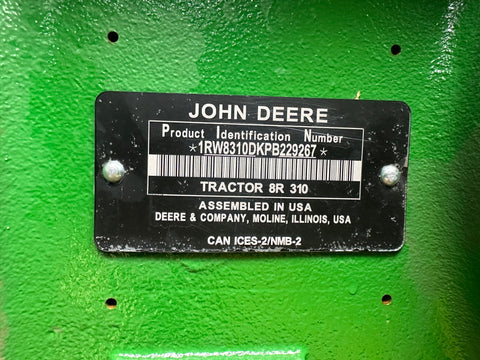 JOHN DEERE
Product Identification Number
*1RW8310DKPB229267*
TRACTOR 8R 310
ASSEMBLED IN USA
DEERE & COMPANY, MOLINE, ILLINOIS, USA
CAN ICES-2/NMB-2